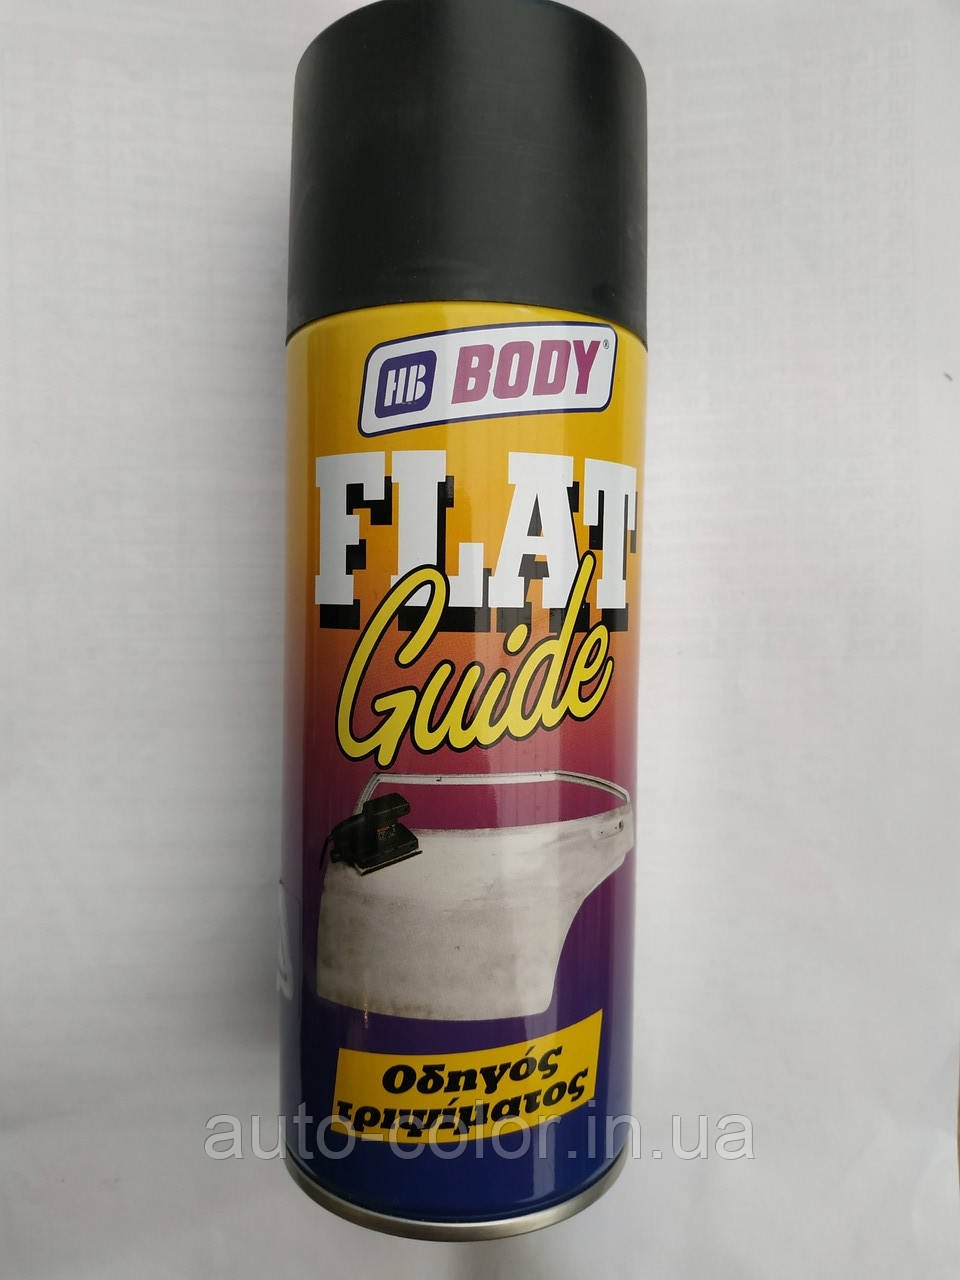 HB BODY®
FLAT
Guide
Οδηγός
τριψίματος
auto-color.in.ua